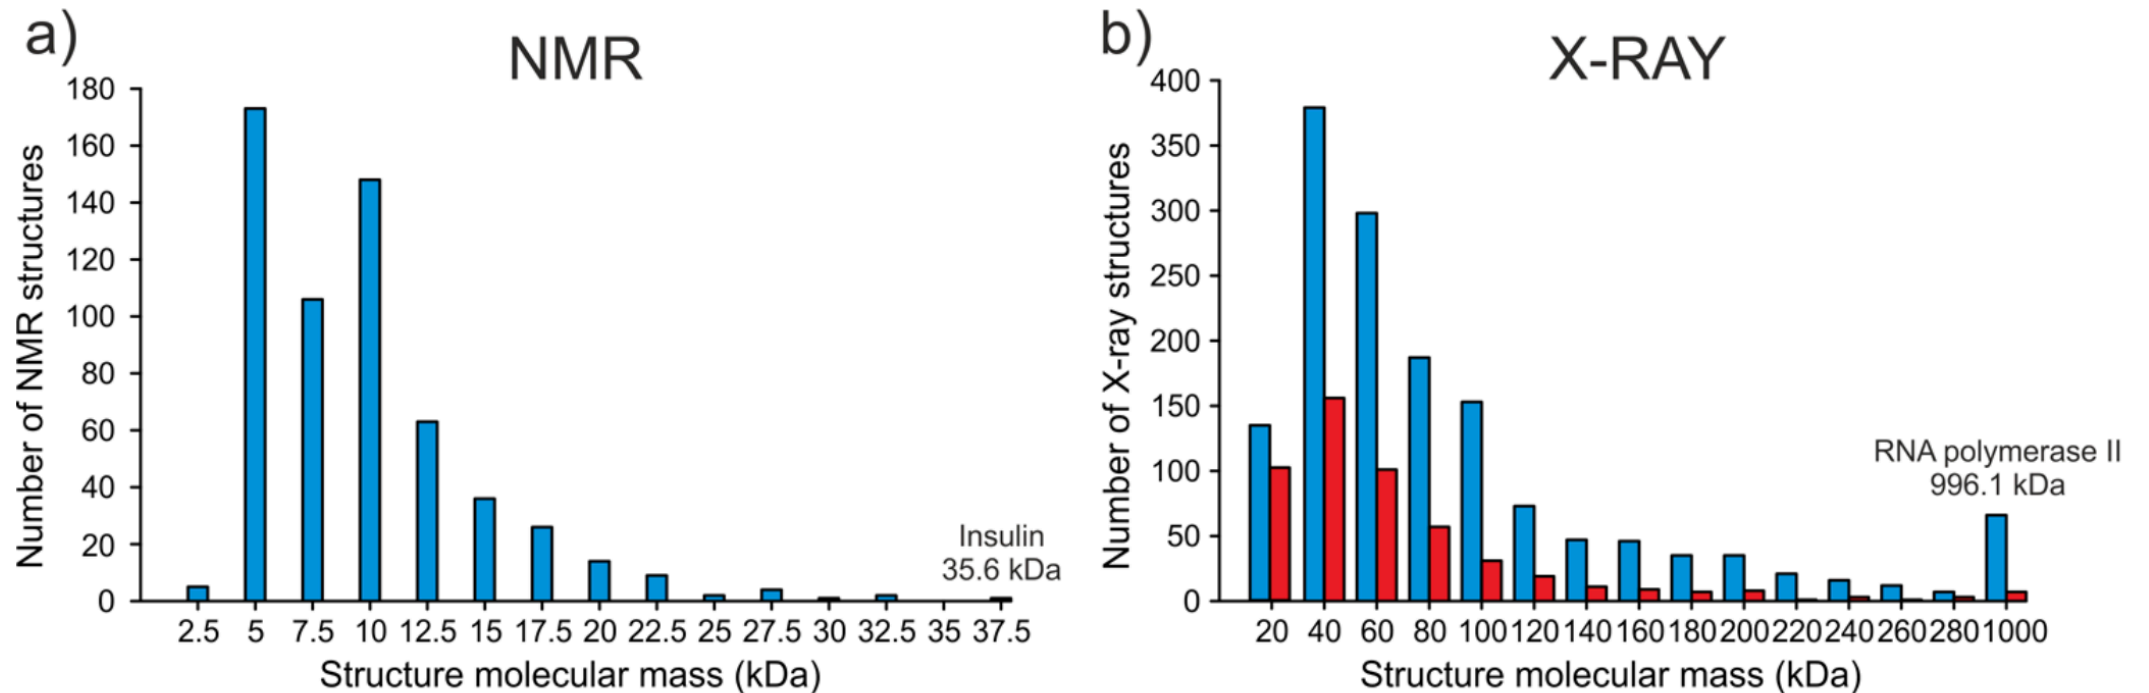 a)
NMR
Number of NMR structures
180
160
140
120
100
80
60
40
20
0
Insulin
35.6 kDa
2.5 5 7.5 10 12.5 15 17.5 20 22.5 25 27.5 30 32.5 35 37.5
Structure molecular mass (kDa)
b)
X-RAY
Number of X-ray structures
400
350
300
250
200
150
100
50
0
RNA polymerase II
996.1 kDa
20 40 60 80 100 120 140 160 180 200 220 240 260 280 1000
Structure molecular mass (kDa)